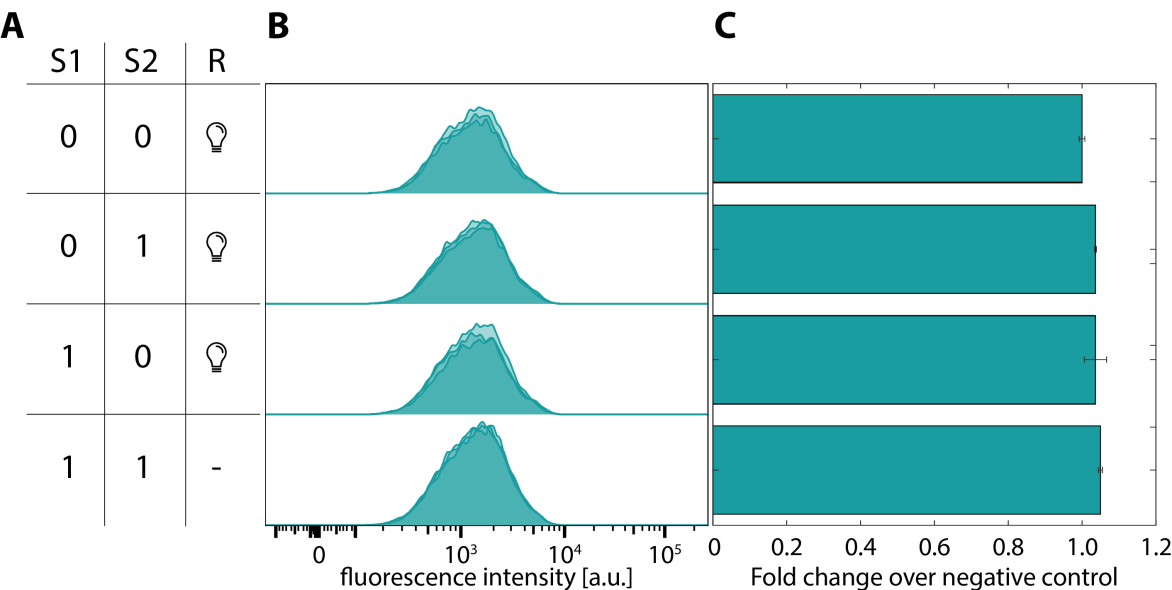 A B C
S1 S2 R
0 0
0 1
1 0
1 1 -
0 10³ 10⁴ 10⁵
fluorescence intensity [a.u.]
0 0.2 0.4 0.6 0.8 1.0 1.2
Fold change over negative control